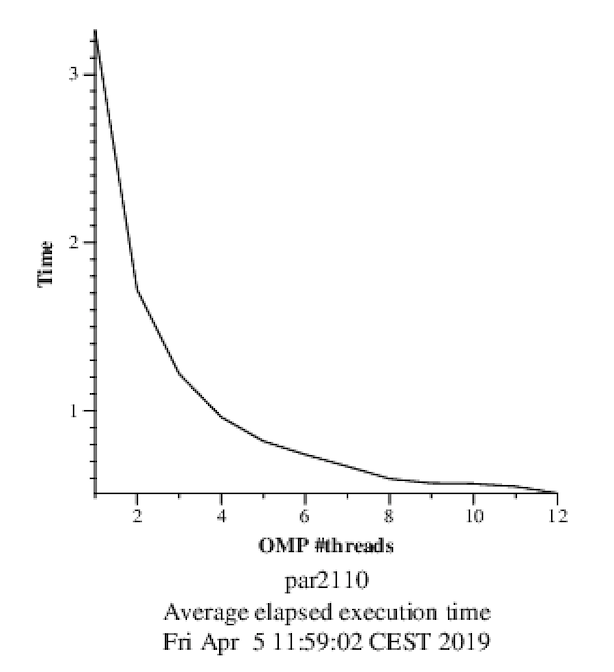 3
2
1
Time
2 4 6 8 10 12
OMP #threads
par2110
Average elapsed execution time
Fri Apr 5 11:59:02 CEST 2019